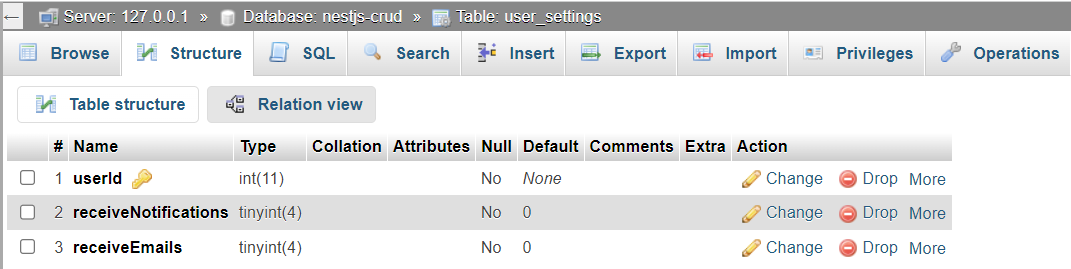 Server: 127.0.0.1 » Database: nestjs-crud » Table: user_settings
Browse Structure SQL Search Insert Export Import Privileges Operations
Table structure Relation view
# Name Type Collation Attributes Null Default Comments Extra Action
1 userId int(11) No None Change Drop More
2 receiveNotifications tinyint(4) No 0 Change Drop More
3 receiveEmails tinyint(4) No 0 Change Drop More